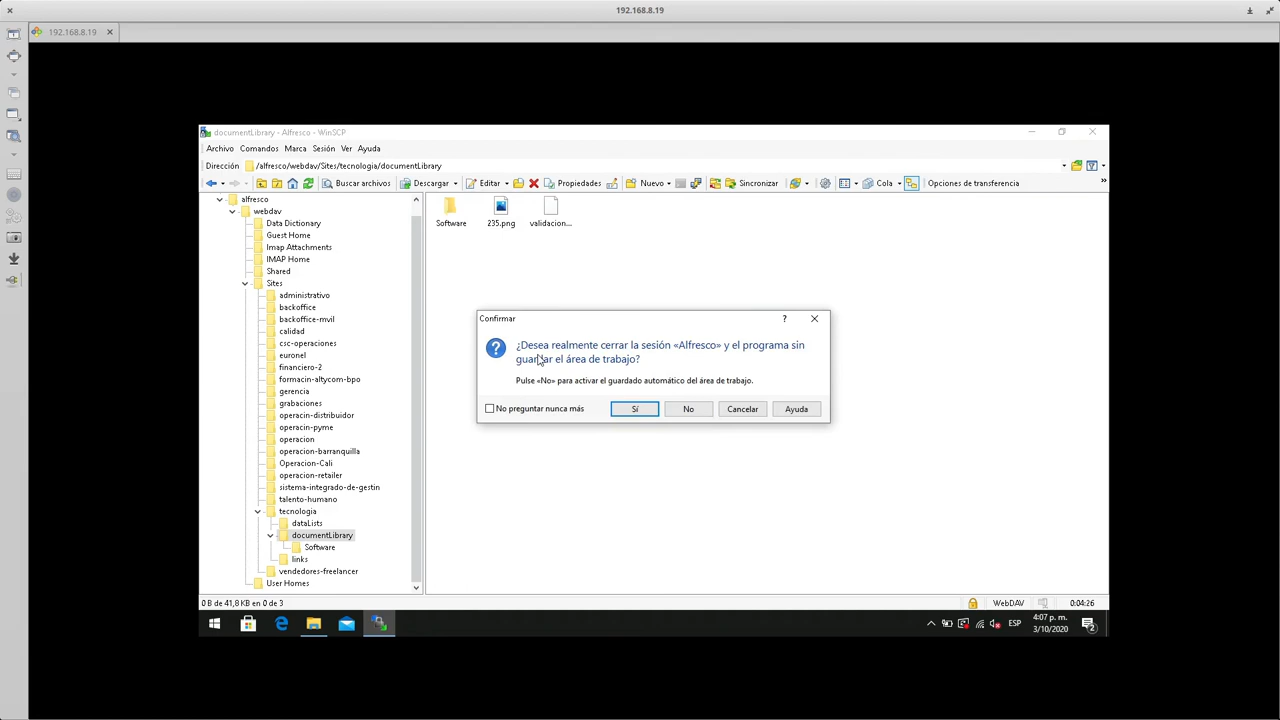 192.168.8.19
192.168.8.19
documentLibrary - Alfresco - WinSCP
Archivo Comandos Marca Sesión Ver Ayuda
Dirección /alfresco/webdav/Sites/tecnologia/documentLibrary
Buscar archivos Descargar Editar Propiedades Nuevo Sincronizar Cola Opciones de transferencia
alfresco
webdav
Data Dictionary
Guest Home
Imap Attachments
IMAP Home
Shared
Sites
administrativo
backoffice
backoffice-mvil
calidad
csc-operaciones
euronel
financiero-2
formacin-altycom-bpo
gerencia
grabaciones
operacin-distribuidor
operacin-pyme
operacion
operacion-barranquilla
Operacion-Cali
operacion-retailer
sistema-integrado-de-gestin
talento-humano
tecnologia
dataLists
documentLibrary
Software
links
vendedores-freelancer
User Homes
Software 235.png validacion...
Confirmar
¿Desea realmente cerrar la sesión «Alfresco» y el programa sin
guardar el área de trabajo?
Pulse «No» para activar el guardado automático del área de trabajo.
No preguntar nunca más Sí No Cancelar Ayuda
0 B de 41,8 KB en 0 de 3 WebDAV 0:04:26
ESP 4:07 p. m.
3/10/2020 2